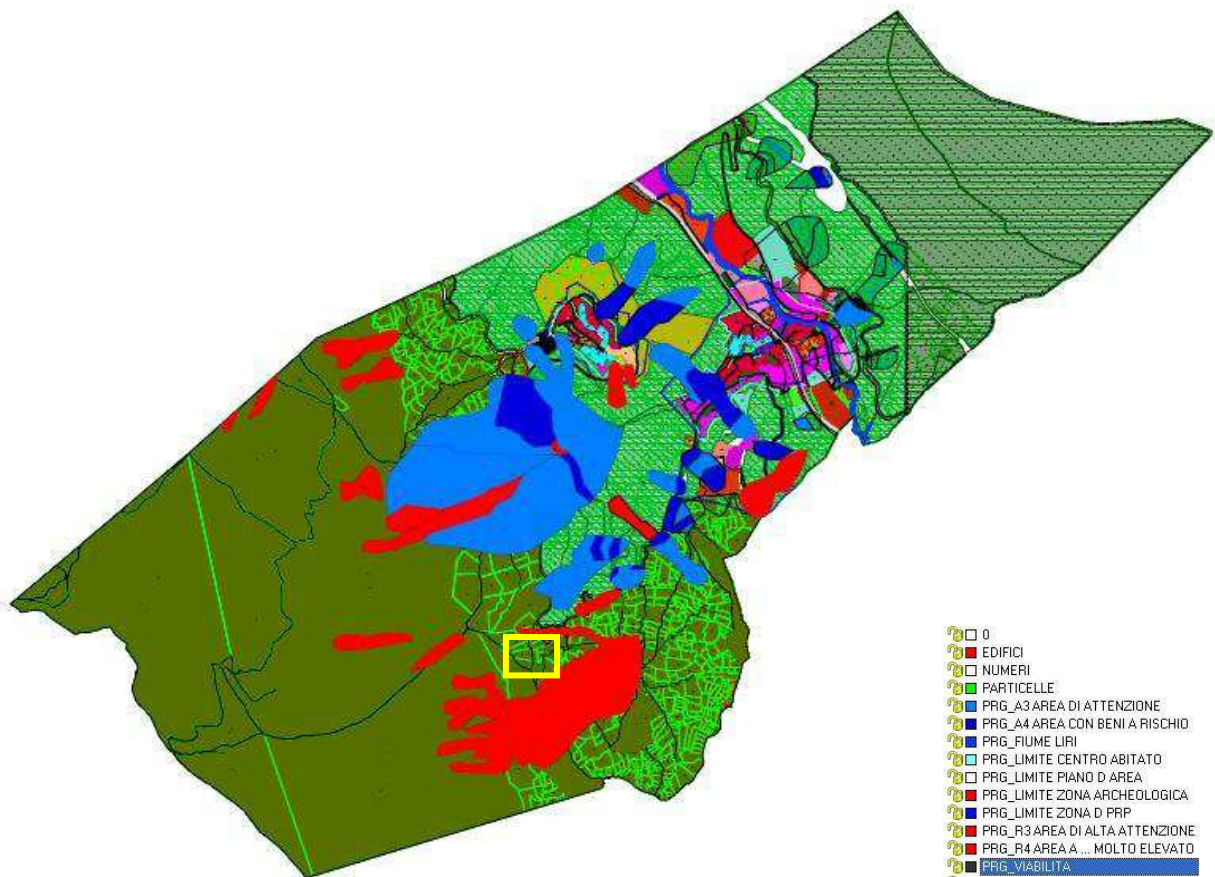 0
EDIFICI
NUMERI
PARTICELLE
PRG_A3 AREA DI ATTENZIONE
PRG_A4 AREA CON BENI A RISCHIO
PRG_FIUME LIRI
PRG_LIMITE CENTRO ABITATO
PRG_LIMITE PIANO D AREA
PRG_LIMITE ZONA ARCHEOLOGICA
PRG_LIMITE ZONA D PRP
PRG_R3 AREA DI ALTA ATTENZIONE
PRG_R4 AREA A ... MOLTO ELEVATO
PRG_VIABILITA